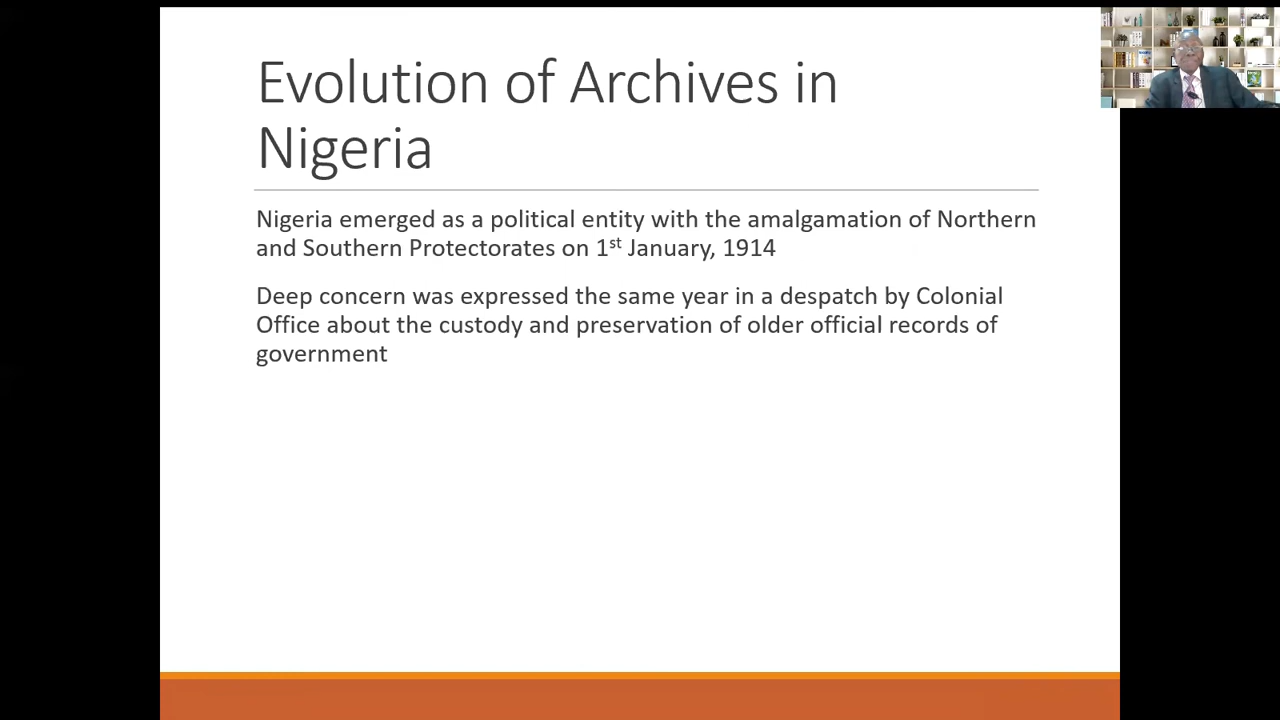 Evolution of Archives in
Nigeria
Nigeria emerged as a political entity with the amalgamation of Northern
and Southern Protectorates on 1st January, 1914
Deep concern was expressed the same year in a despatch by Colonial
Office about the custody and preservation of older official records of
government